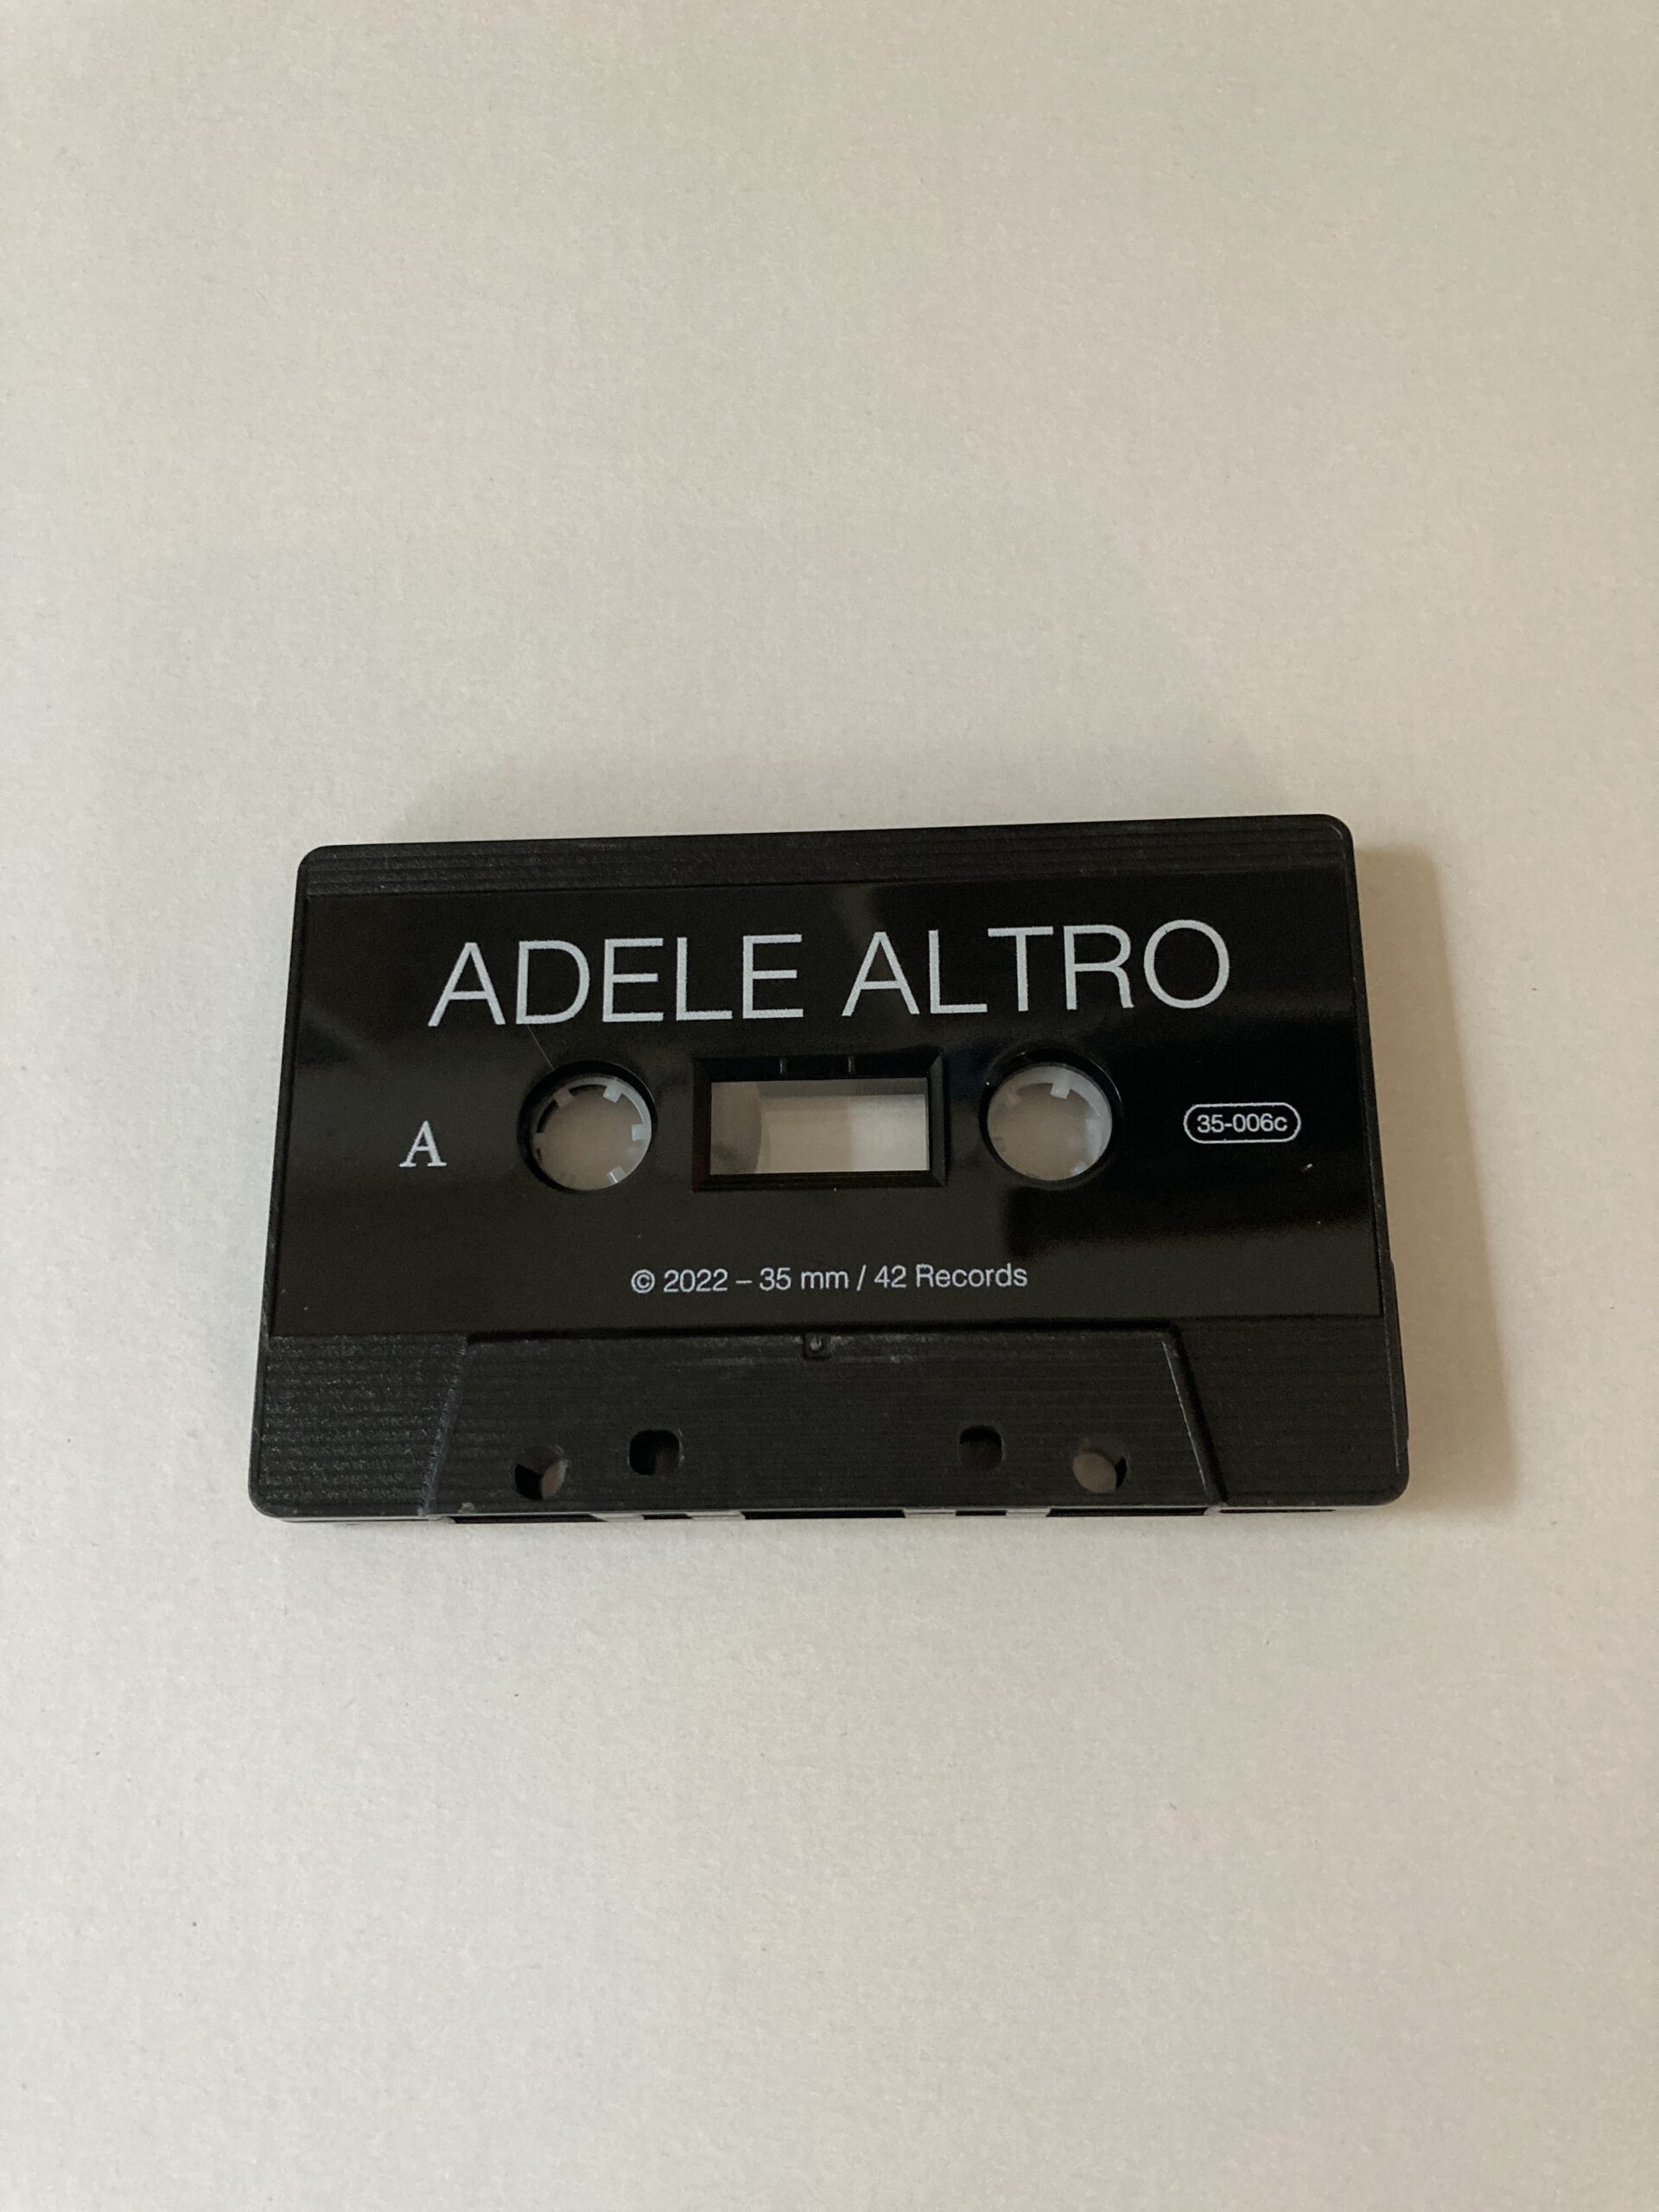 ADELE ALTRO
A
35-006c
© 2022 – 35 mm / 42 Records